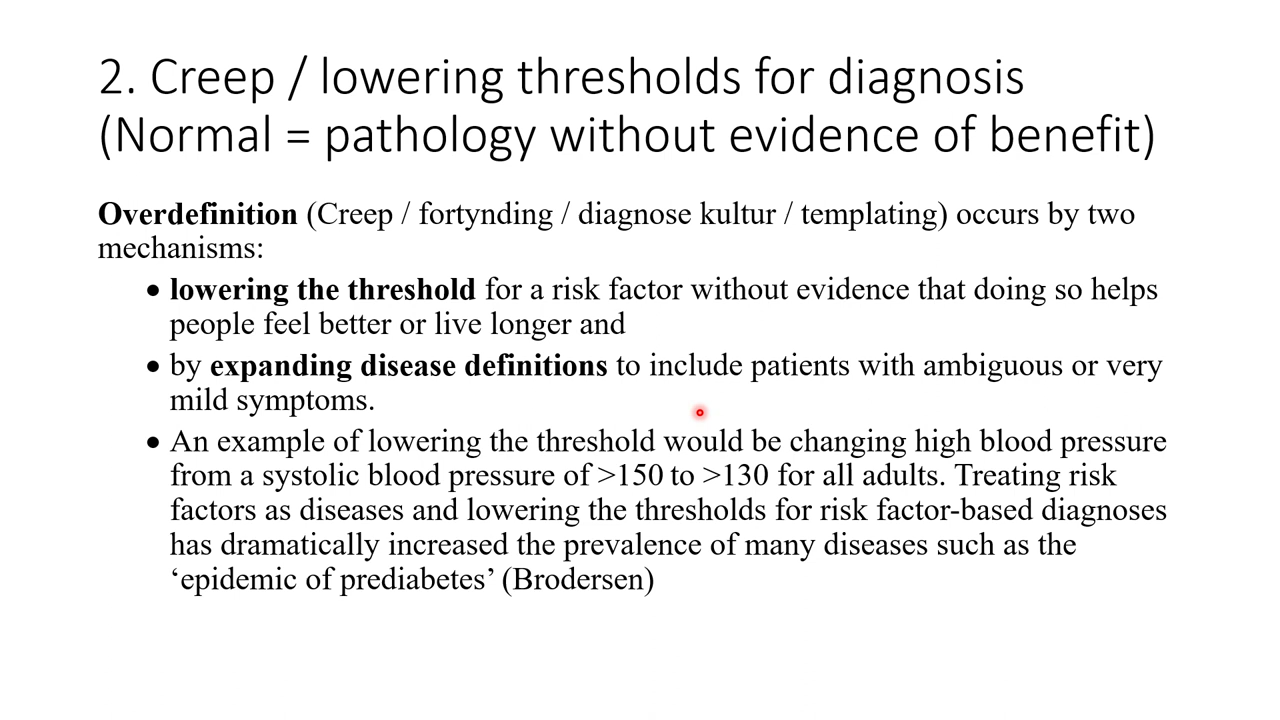 2. Creep / lowering thresholds for diagnosis
(Normal = pathology without evidence of benefit)
Overdefinition (Creep / fortynding / diagnose kultur / templating) occurs by two
mechanisms:
• lowering the threshold for a risk factor without evidence that doing so helps
people feel better or live longer and
• by expanding disease definitions to include patients with ambiguous or very
mild symptoms.
• An example of lowering the threshold would be changing high blood pressure
from a systolic blood pressure of >150 to >130 for all adults. Treating risk
factors as diseases and lowering the thresholds for risk factor-based diagnoses
has dramatically increased the prevalence of many diseases such as the
‘epidemic of prediabetes’ (Brodersen)